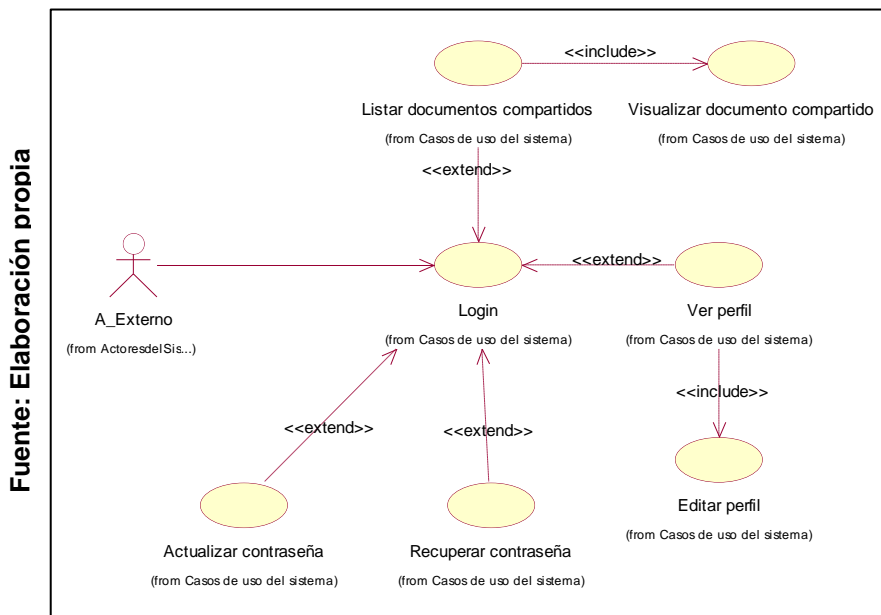 Fuente: Elaboración propia
<<include>>
Listar documentos compartidos
(from Casos de uso del sistema)
Visualizar documento compartido
(from Casos de uso del sistema)
<<extend>>
<<extend>>
A_Externo
(from ActoresdelSis...)
Login
(from Casos de uso del sistema)
Ver perfil
(from Casos de uso del sistema)
<<include>>
<<extend>>
<<extend>>
Editar perfil
(from Casos de uso del sistema)
Actualizar contraseña
(from Casos de uso del sistema)
Recuperar contraseña
(from Casos de uso del sistema)